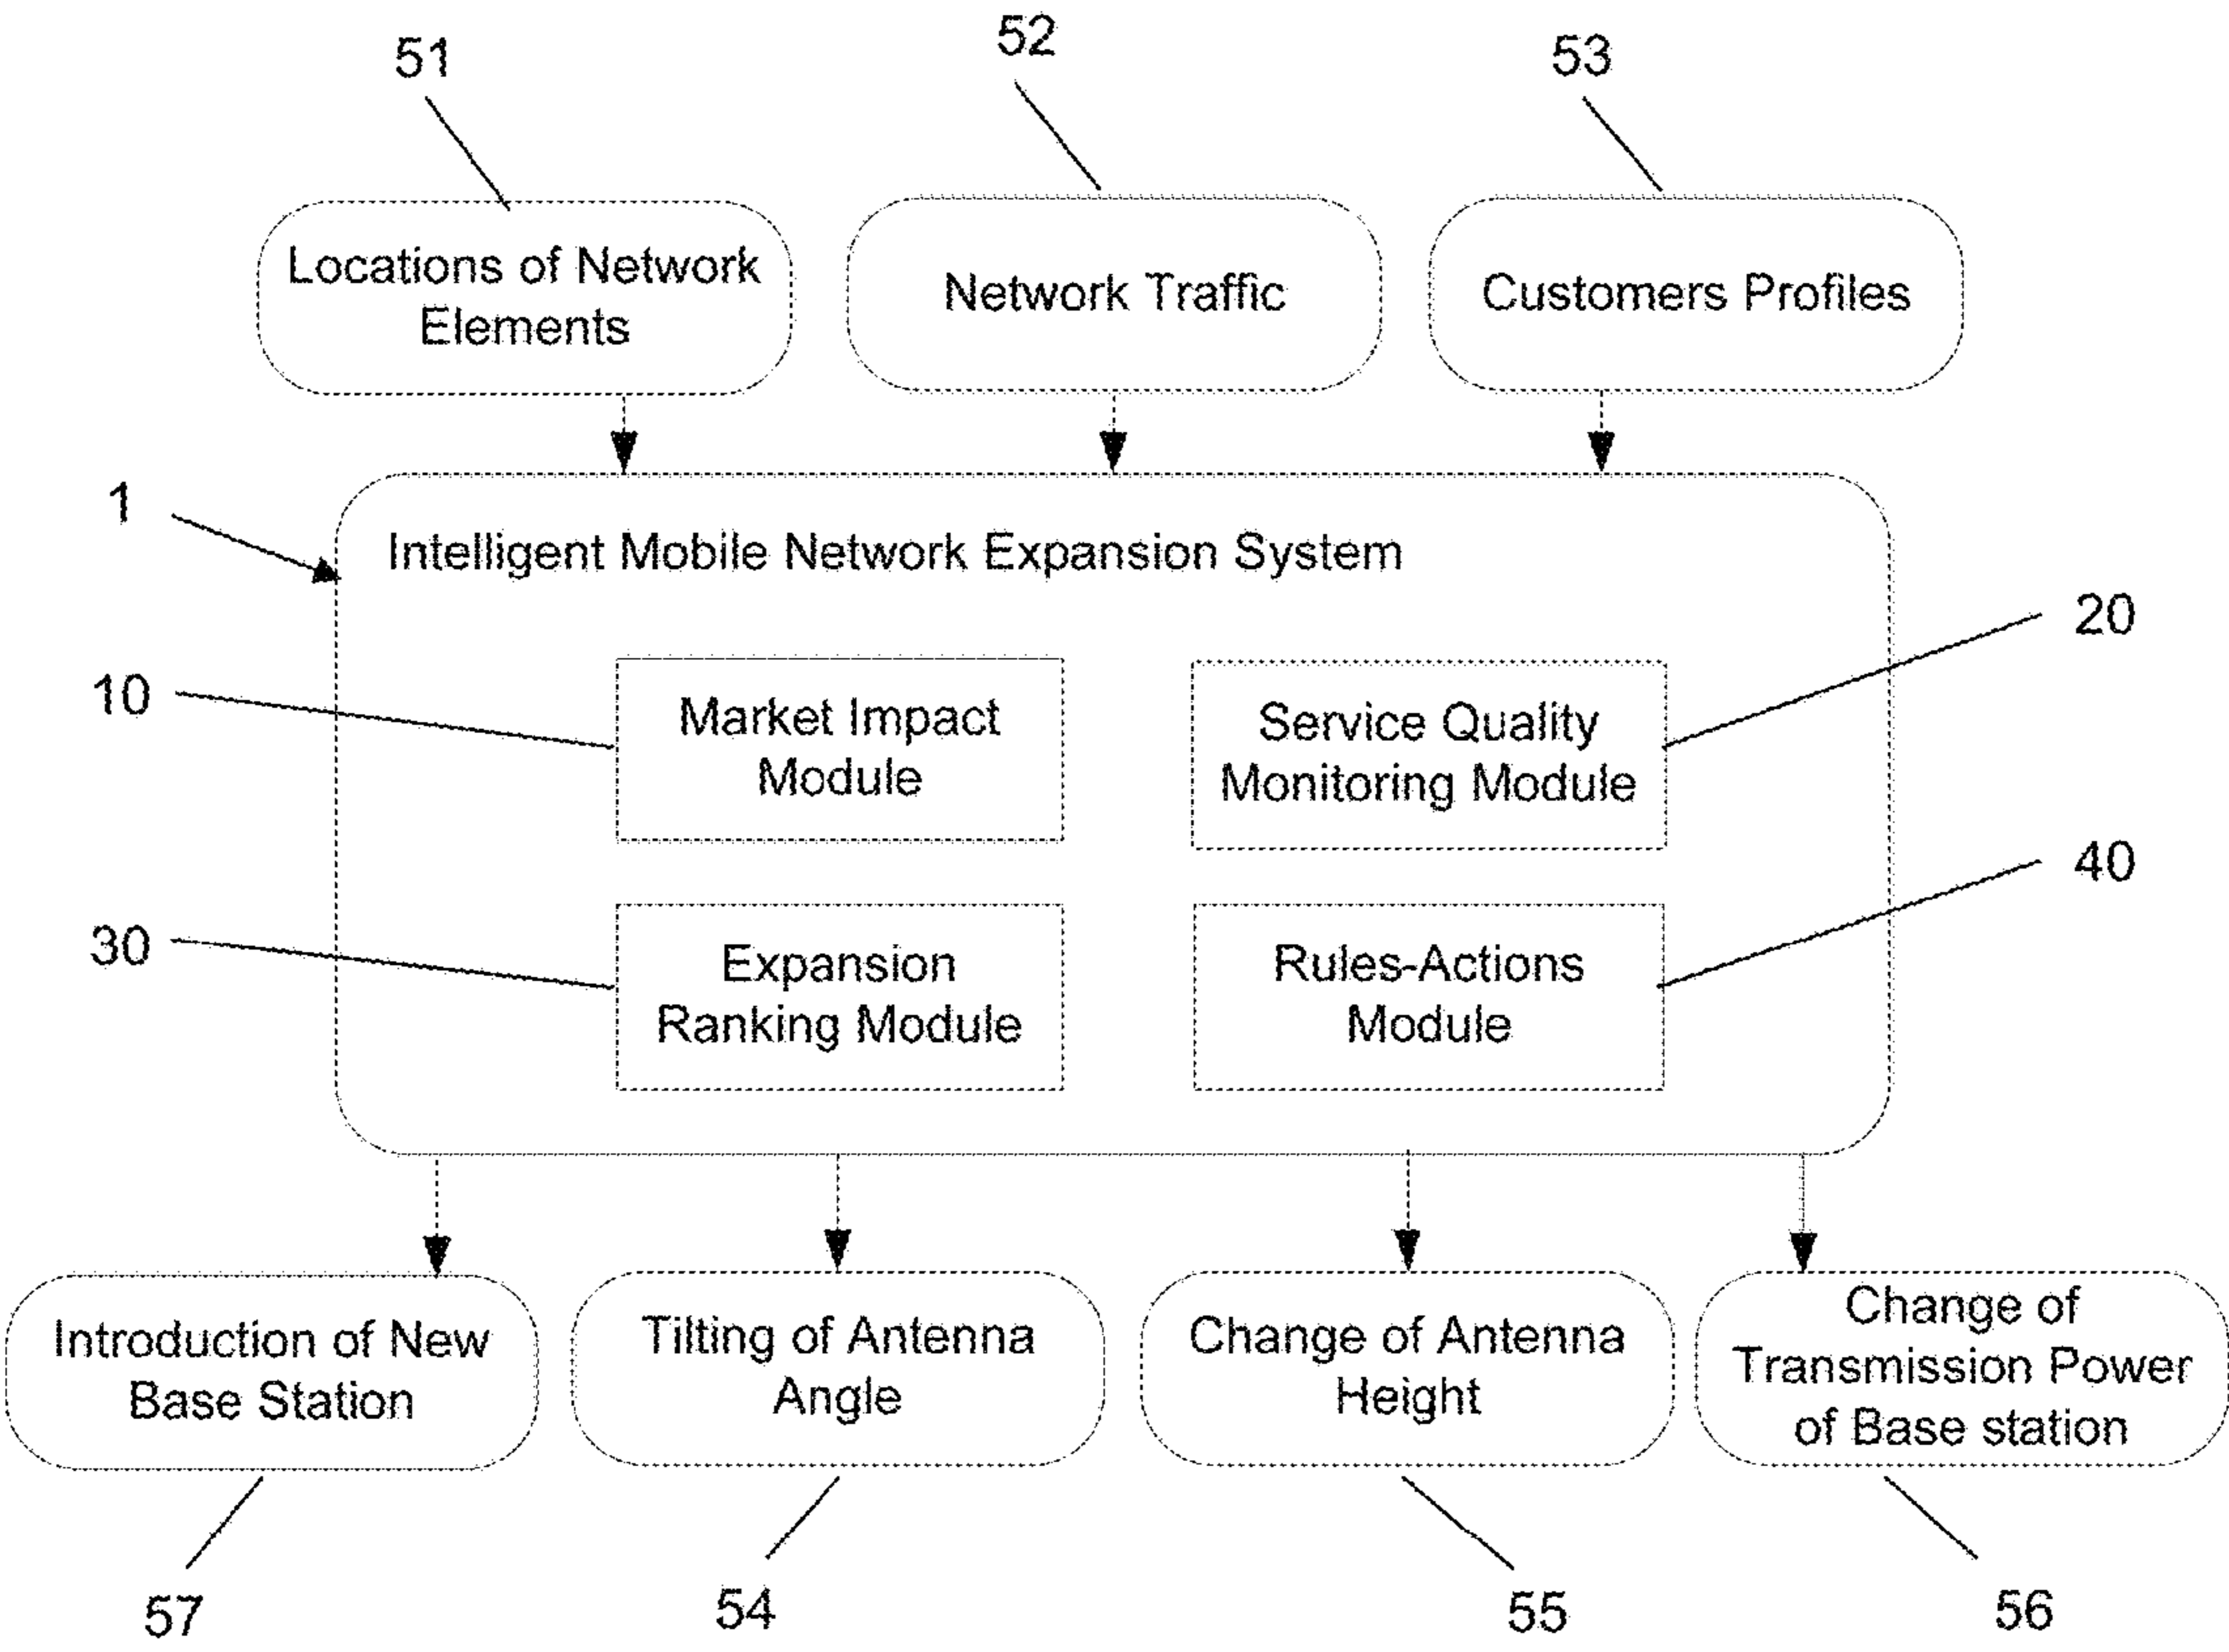 51
52
53
Locations of Network
Elements
Network Traffic
Customers Profiles
1
Intelligent Mobile Network Expansion System
20
10
Market Impact
Module
Service Quality
Monitoring Module
40
30
Expansion
Ranking Module
Rules-Actions
Module
Introduction of New
Base Station
Tilting of Antenna
Angle
Change of Antenna
Height
Change of
Transmission Power
of Base station
57
54
55
56